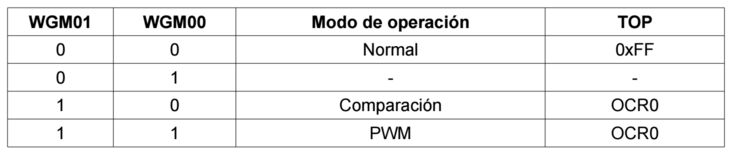 WGM01 WGM00 Modo de operación TOP
0 0 Normal 0xFF
0 1 - -
1 0 Comparación OCR0
1 1 PWM OCR0